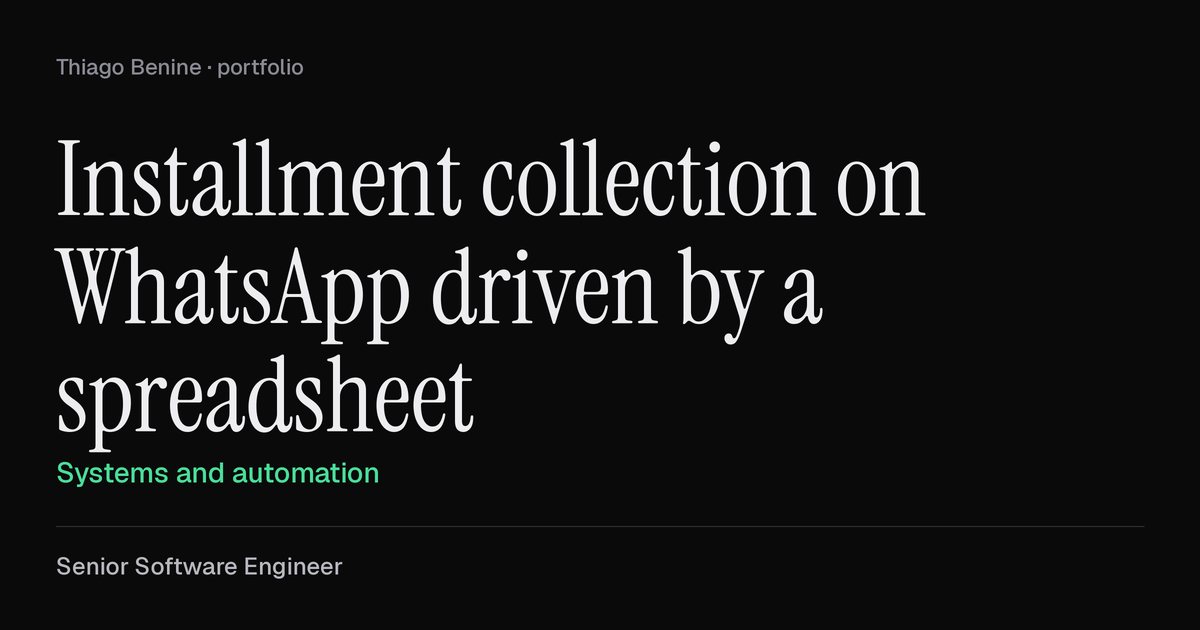 Thiago Benine · portfolio
Installment collection on
WhatsApp driven by a
spreadsheet
Systems and automation
Senior Software Engineer